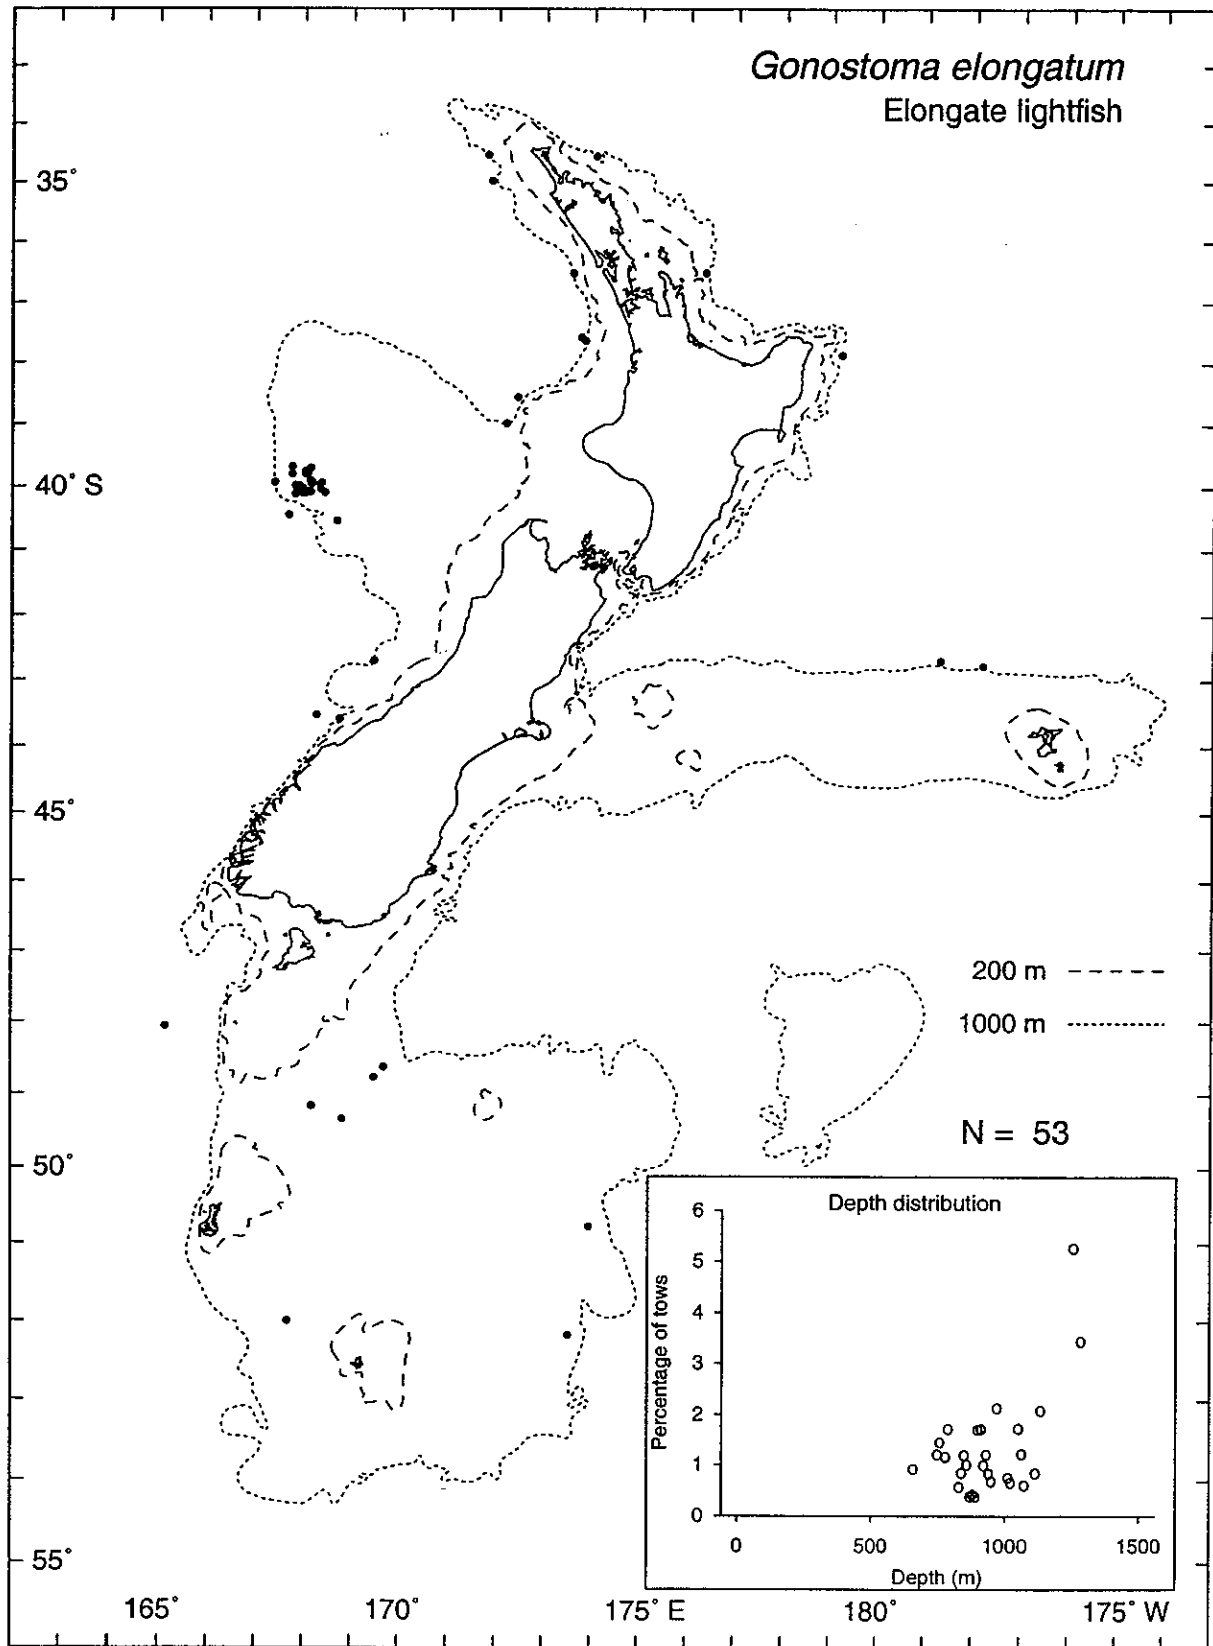 Gonostoma elongatum
Elongate lightfish
35°
40° S
45°
50°
55°
200 m
1000 m
N = 53
Depth distribution
Percentage of tows
6
5
4
3
2
1
0
0 500 1000 1500
Depth (m)
165° 170° 175° E 180° 175° W